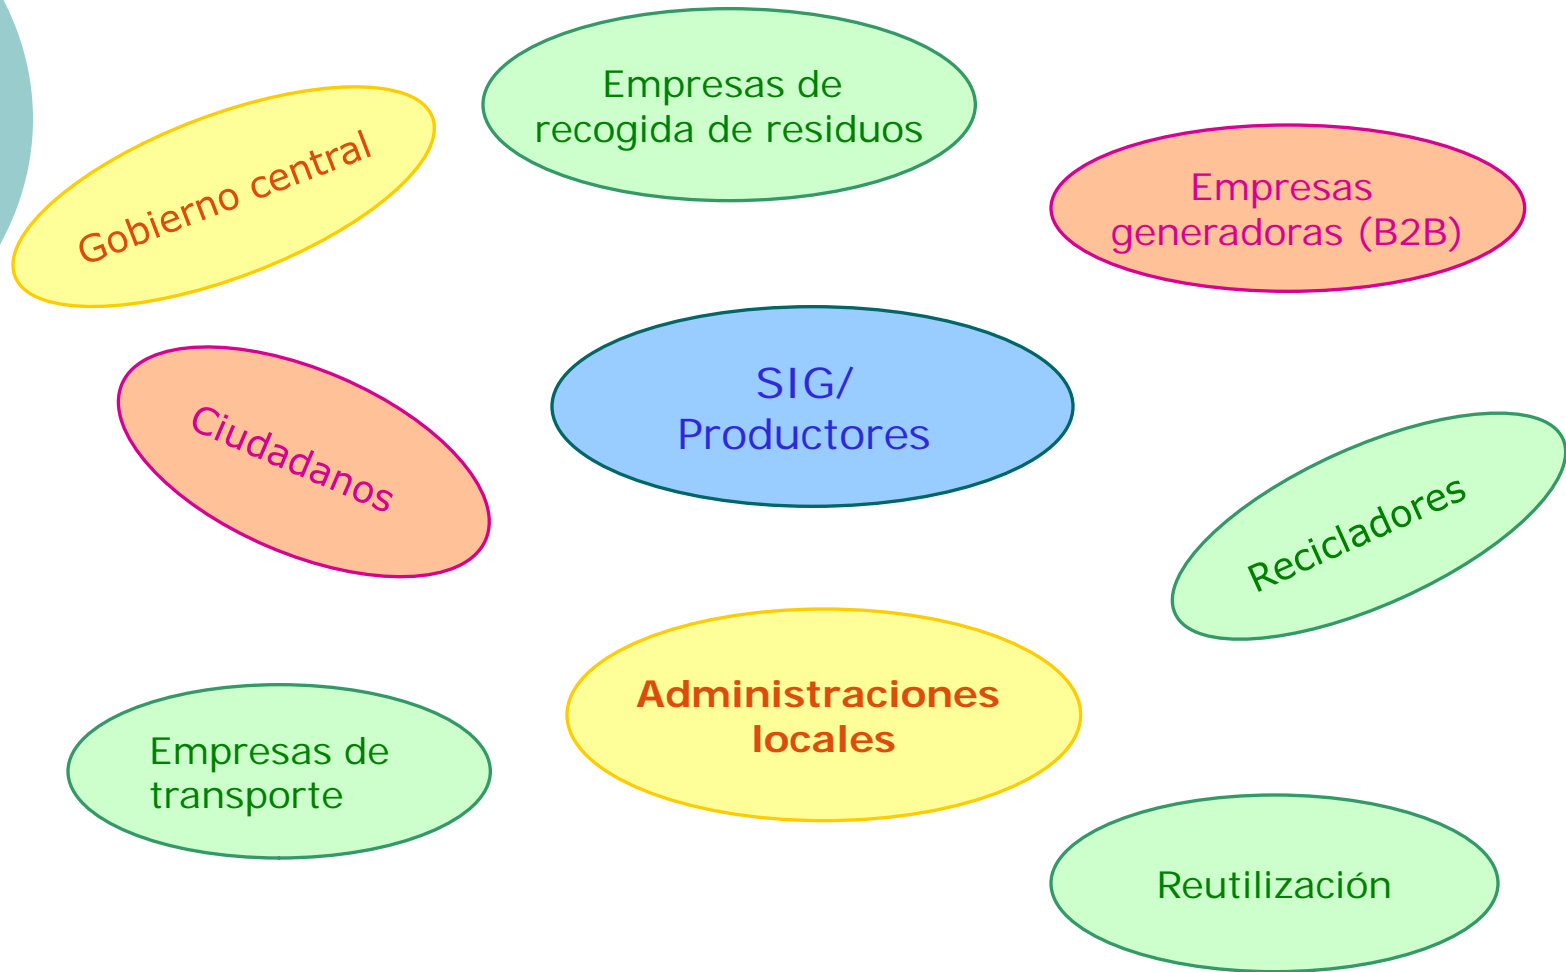 Empresas de
recogida de residuos
Gobierno central
Empresas
generadoras (B2B)
SIG/
Productores
Ciudadanos
Recicladores
Administraciones
locales
Empresas de
transporte
Reutilización